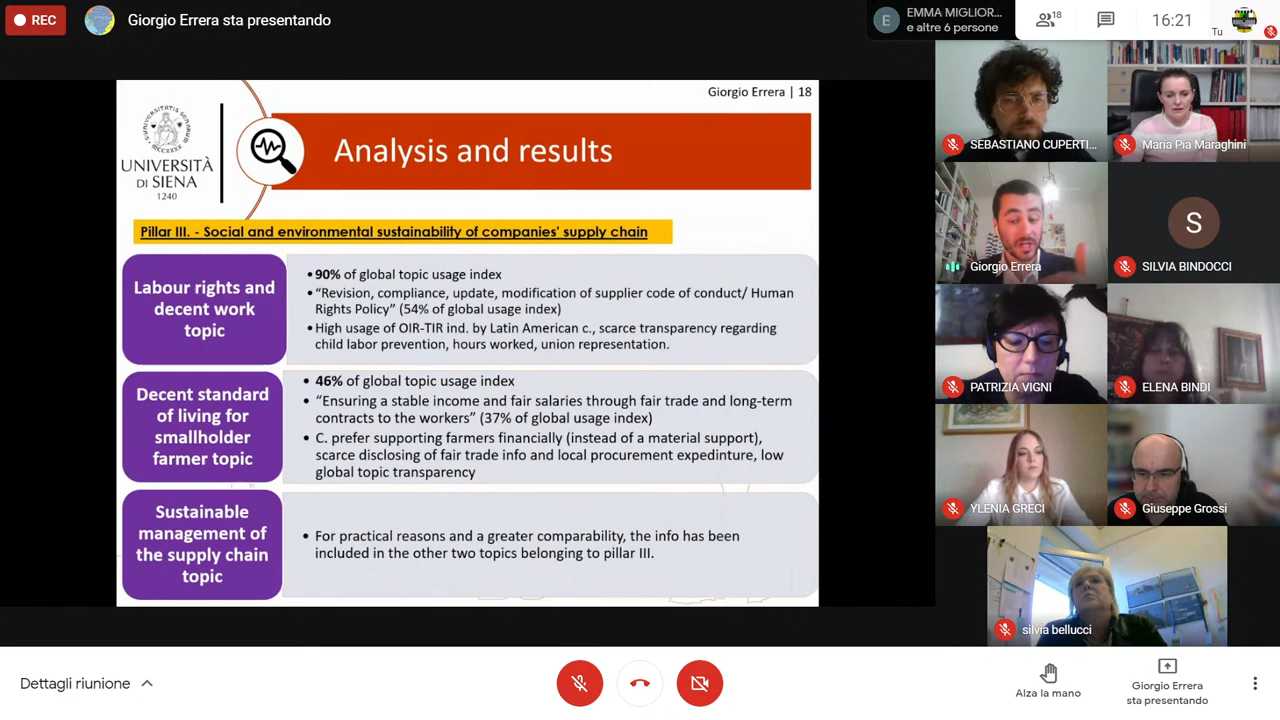 REC
Giorgio Errera sta presentando
E
EMMA MIGLIOR...
e altre 6 persone
18
16:21
Tu
Giorgio Errera | 18
UNIVERSITÀ
DI SIENA
1240
Analysis and results
Pillar III. - Social and environmental sustainability of companies' supply chain
Labour rights and
decent work
topic
•90% of global topic usage index
•“Revision, compliance, update, modification of supplier code of conduct/ Human
Rights Policy” (54% of global usage index)
•High usage of OIR-TIR ind. by Latin American c., scarce transparency regarding
child labor prevention, hours worked, union representation.
Decent standard
of living for
smallholder
farmer topic
• 46% of global topic usage index
• “Ensuring a stable income and fair salaries through fair trade and long-term
contracts to the workers” (37% of global usage index)
• C. prefer supporting farmers financially (instead of a material support),
scarce disclosing of fair trade info and local procurement expedinture, low
global topic transparency
Sustainable
management of
the supply chain
topic
• For practical reasons and a greater comparability, the info has been
included in the other two topics belonging to pillar III.
SEBASTIANO CUPERTI...
Maria Pia Maraghini
Giorgio Errera
S
SILVIA BINDOCCI
PATRIZIA VIGNI
ELENA BINDI
YLENIA GRECI
Giuseppe Grossi
silvia bellucci
Dettagli riunione
Alza la mano
Giorgio Errera
sta presentando